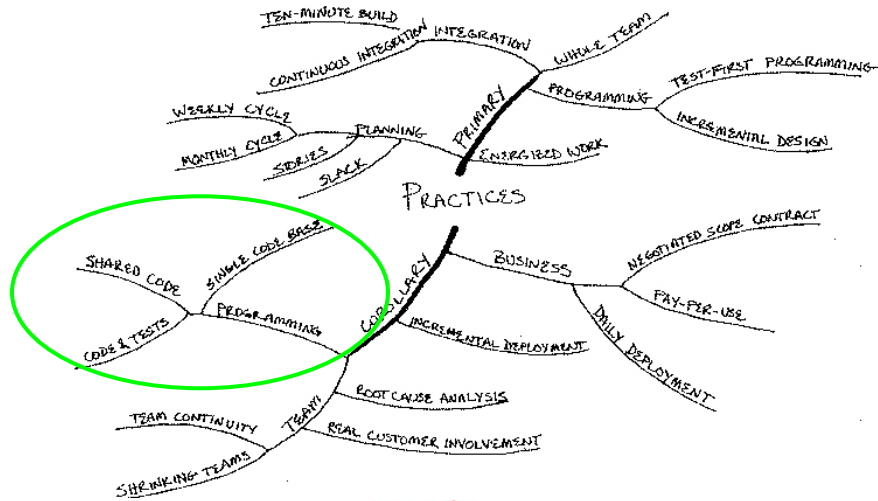 TEN-MINUTE BUILD
INTEGRATION
CONTINUOUS INTEGRATION
WHOLE TEAM
TEST-FIRST PROGRAMMING
PROGRAMMING
INCREMENTAL DESIGN
PRIMARY
WEEKLY CYCLE
PLANNING
MONTHLY CYCLE
STORIES
SLACK
ENERGIZED WORK
PRACTICES
SHARED CODE
SINGLE CODE BASE
PROGRAMMING
CODE & TESTS
COROLLARY
BUSINESS
NEGOTIATED SCOPE CONTRACT
PAY-PER-USE
DAILY DEPLOYMENT
INCREMENTAL DEPLOYMENT
TEAM
ROOT CAUSE ANALYSIS
REAL CUSTOMER INVOLVEMENT
TEAM CONTINUITY
SHRINKING TEAMS